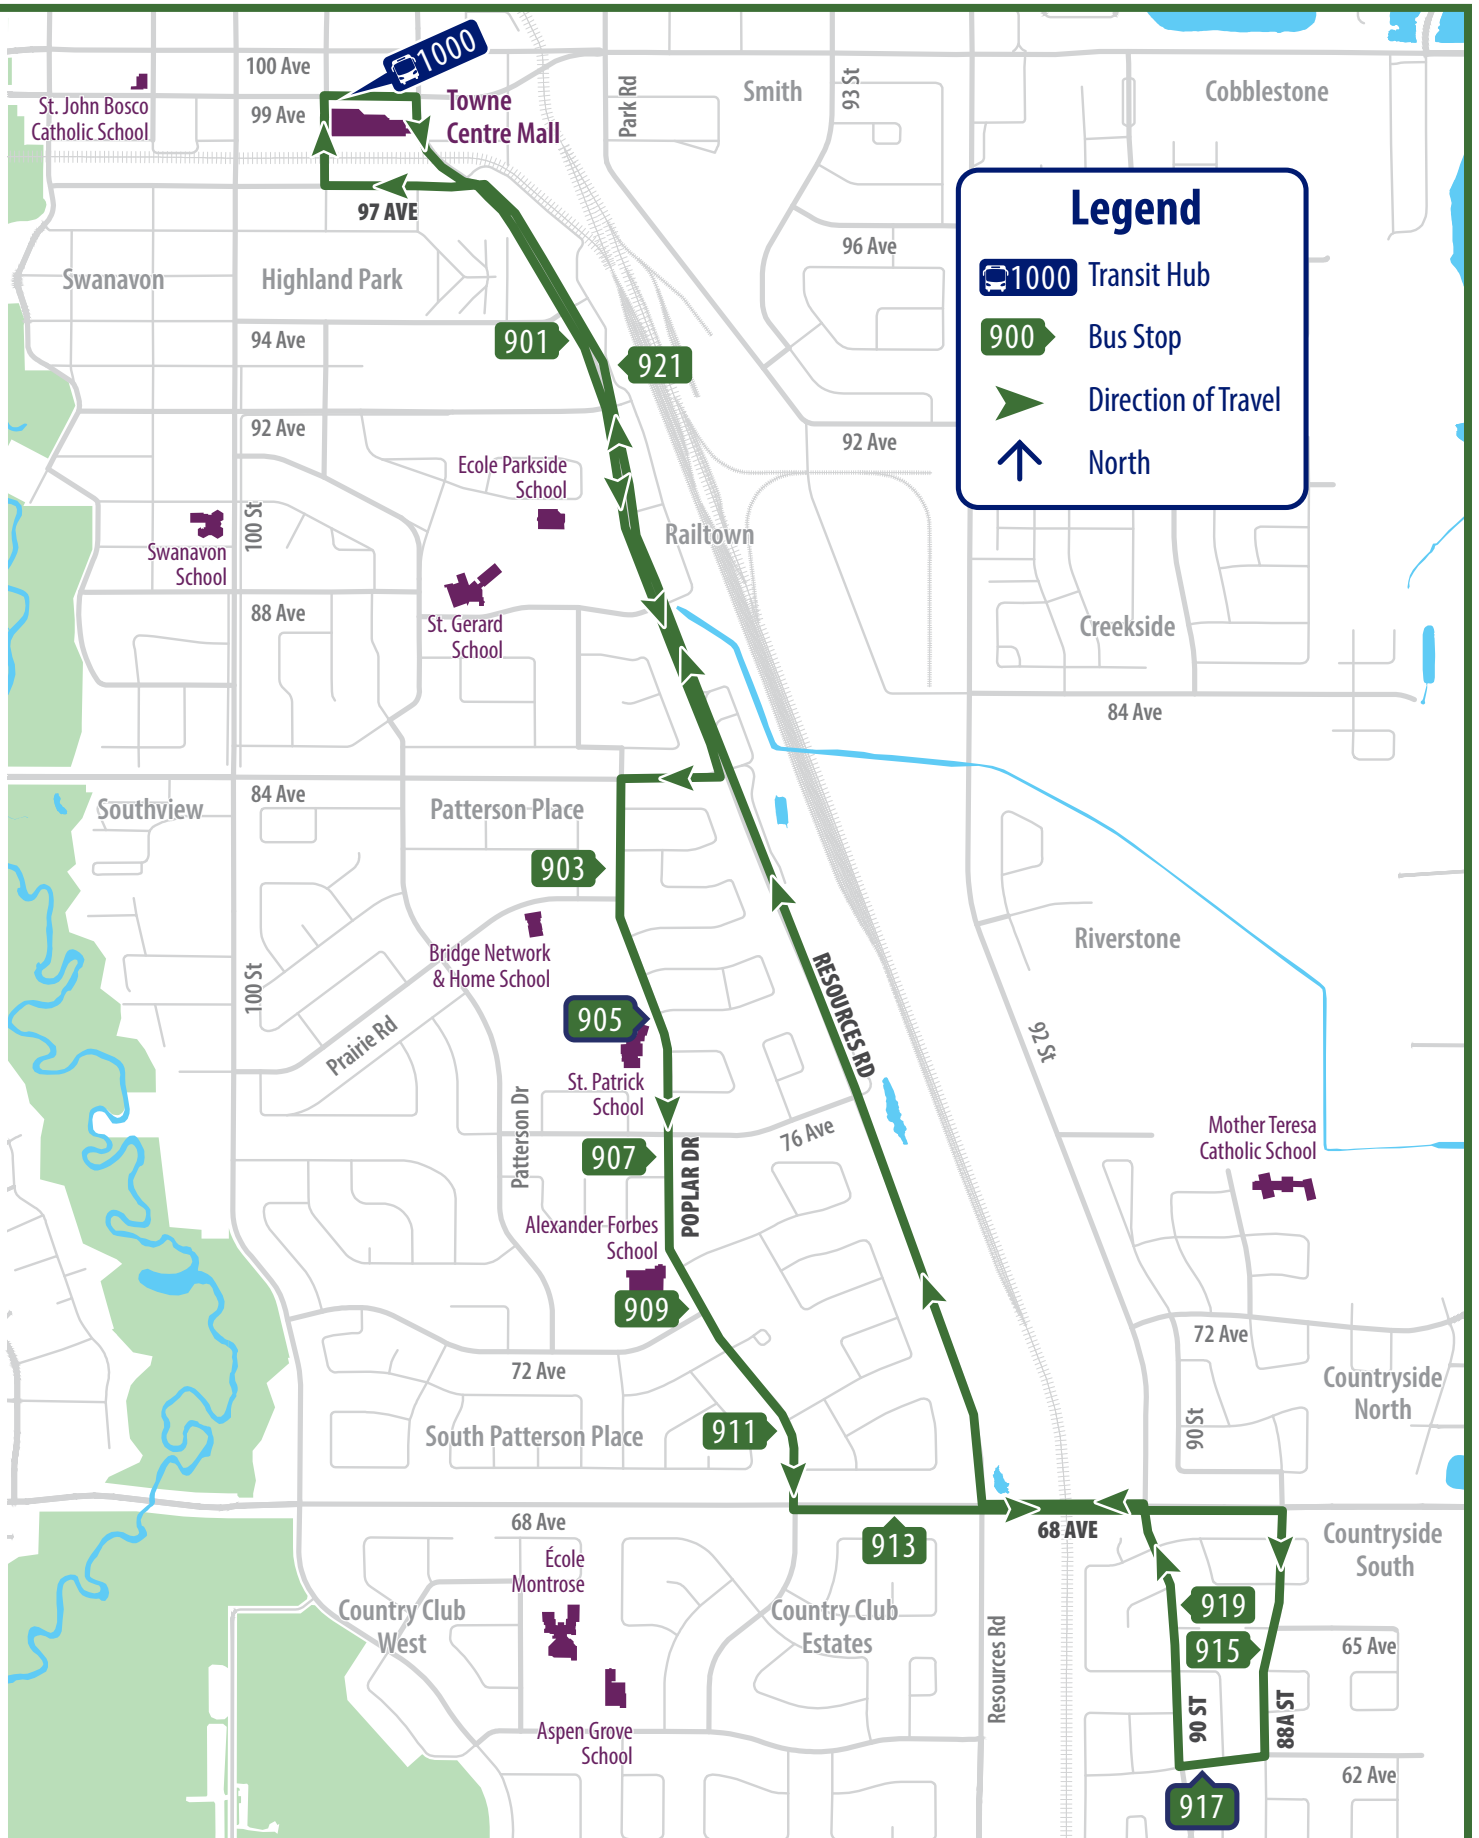 1000
100 Ave
St. John Bosco
Catholic School
99 Ave
Towne
Centre Mall
Park Rd
Smith
93 St
Cobblestone
97 AVE
Legend
1000 Transit Hub
900 Bus Stop
Direction of Travel
North
96 Ave
Swanavon
Highland Park
94 Ave
901
921
92 Ave
92 Ave
Ecole Parkside
School
100 St
Swanavon
School
Railtown
88 Ave
St. Gerard
School
Creekside
84 Ave
84 Ave
Southview
Patterson Place
903
Bridge Network
& Home School
Riverstone
RESOURCES RD
100 St
905
Prairie Rd
92 St
St. Patrick
School
Patterson Dr
76 Ave
Mother Teresa
Catholic School
907
POPLAR DR
Alexander Forbes
School
909
72 Ave
72 Ave
Countryside
North
911
South Patterson Place
90 St
68 Ave
68 AVE
913
Countryside
South
École
Montrose
Country Club
West
Country Club
Estates
919
915
65 Ave
Resources Rd
90 ST
88A ST
Aspen Grove
School
62 Ave
917